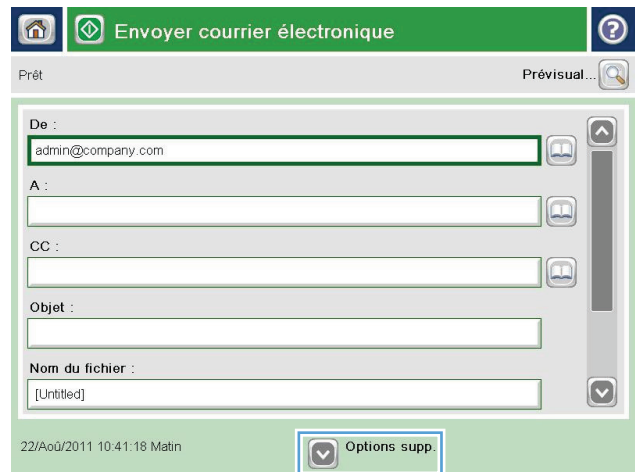 Envoyer courrier électronique
?
Prêt
Prévisual...
De :
admin@company.com
A :
CC :
Objet :
Nom du fichier :
[Untitled]
22/Aoû/2011 10:41:18 Matin
Options supp.